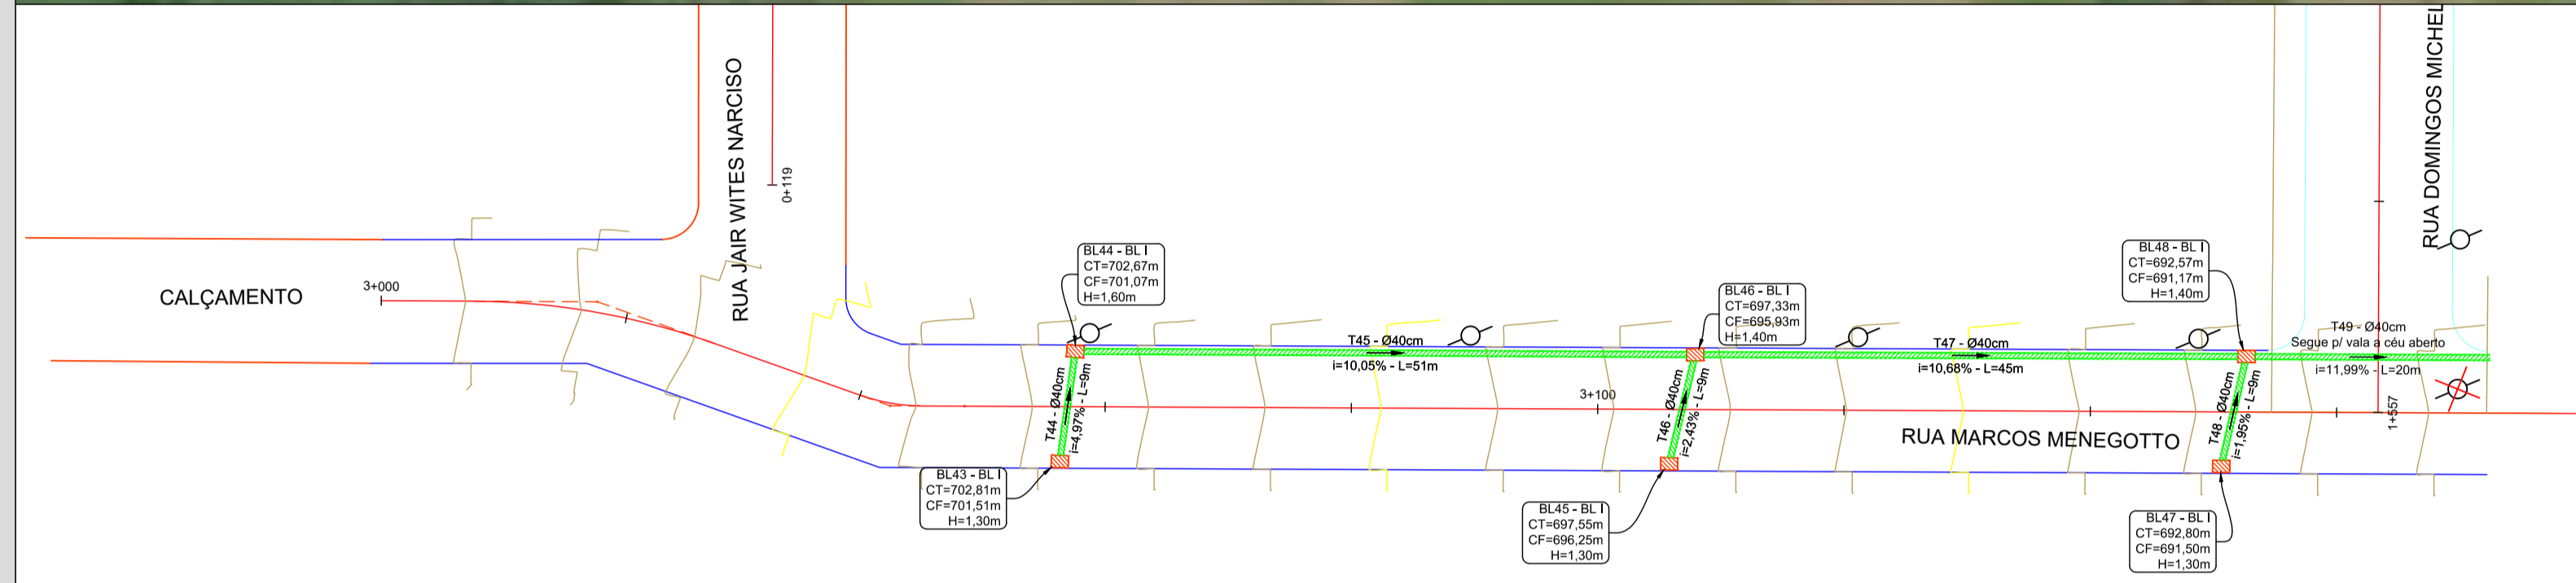 CALÇAMENTO
3+000
RUA JAIR WITES NARCISO
0+119
BL44 - BL I
CT=702,67m
CF=701,07m
H=1,60m
T44 - Ø40cm
i=4,97% - L=9m
BL43 - BL I
CT=702,81m
CF=701,51m
H=1,30m
T45 - Ø40cm
i=10,05% - L=51m
3+100
BL46 - BL I
CT=697,33m
CF=695,93m
H=1,40m
T46 - Ø40cm
i=2,43% - L=9m
BL45 - BL I
CT=697,55m
CF=696,25m
H=1,30m
T47 - Ø40cm
i=10,68% - L=45m
RUA MARCOS MENEGOTTO
BL48 - BL I
CT=692,57m
CF=691,17m
H=1,40m
T48 - Ø40cm
i=1,95% - L=9m
BL47 - BL I
CT=692,80m
CF=691,50m
H=1,30m
T49 - Ø40cm
Segue p/ vala a céu aberto
i=11,99% - L=20m
1+557
RUA DOMINGOS MICHEL